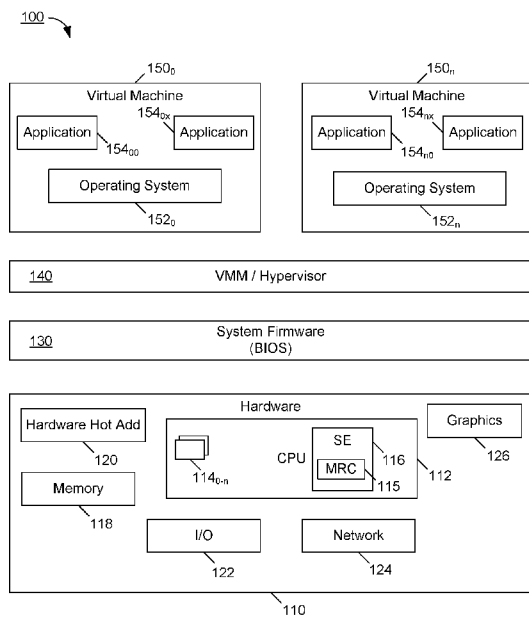 100
150₀
150ₙ
Virtual Machine
Virtual Machine
154₀ₓ
154ₙₓ
Application
Application
Application
Application
154₀₀
154ₙ₀
Operating System
Operating System
152₀
152ₙ
140
VMM / Hypervisor
130
System Firmware
(BIOS)
Hardware
Hardware Hot Add
Graphics
120
SE
CPU
116
126
MRC
112
114₀₋ₙ
115
Memory
118
I/O
Network
122
124
110